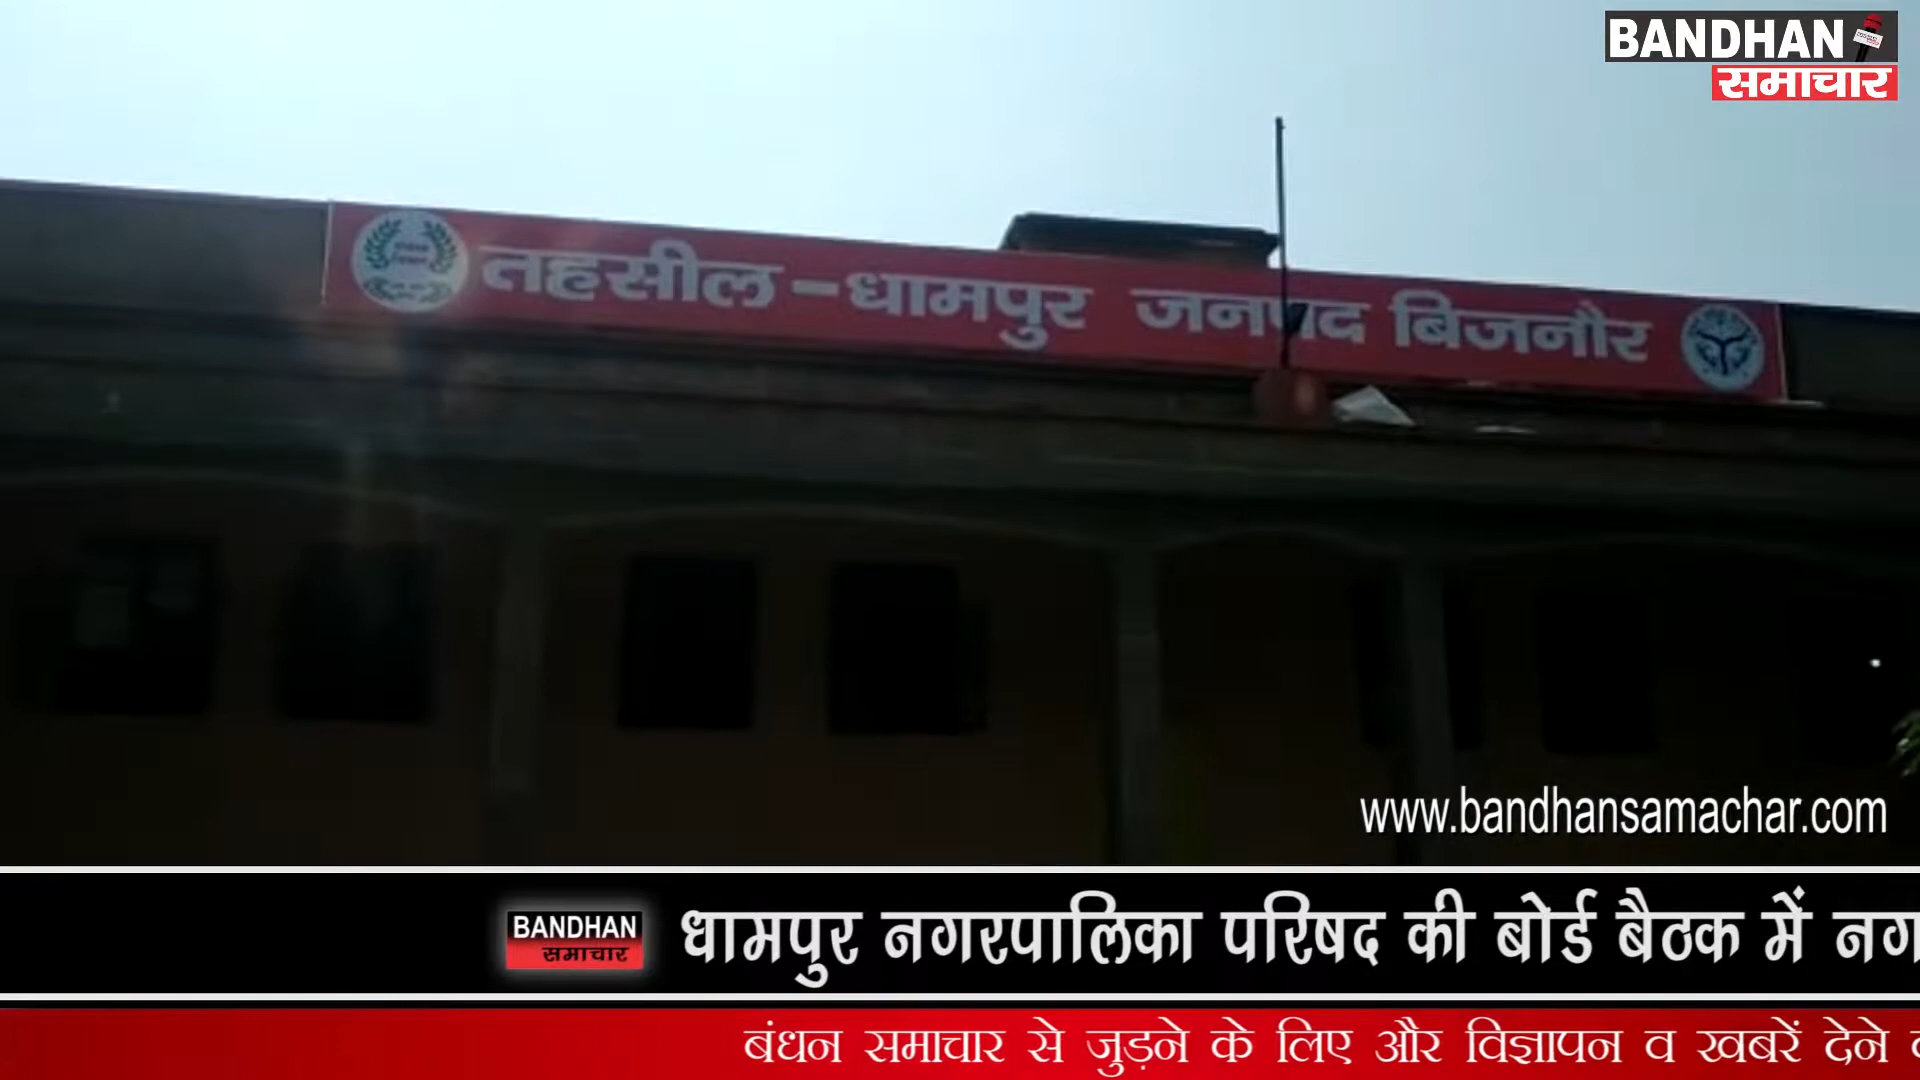 BANDHAN
समाचार
तहसील - धामपुर जनपद बिजनौर
www.bandhansamachar.com
BANDHAN
समाचार
धामपुर नगरपालिका परिषद की बोर्ड बैठक में नग
बंधन समाचार से जुड़ने के लिए और विज्ञापन व खबरें देने